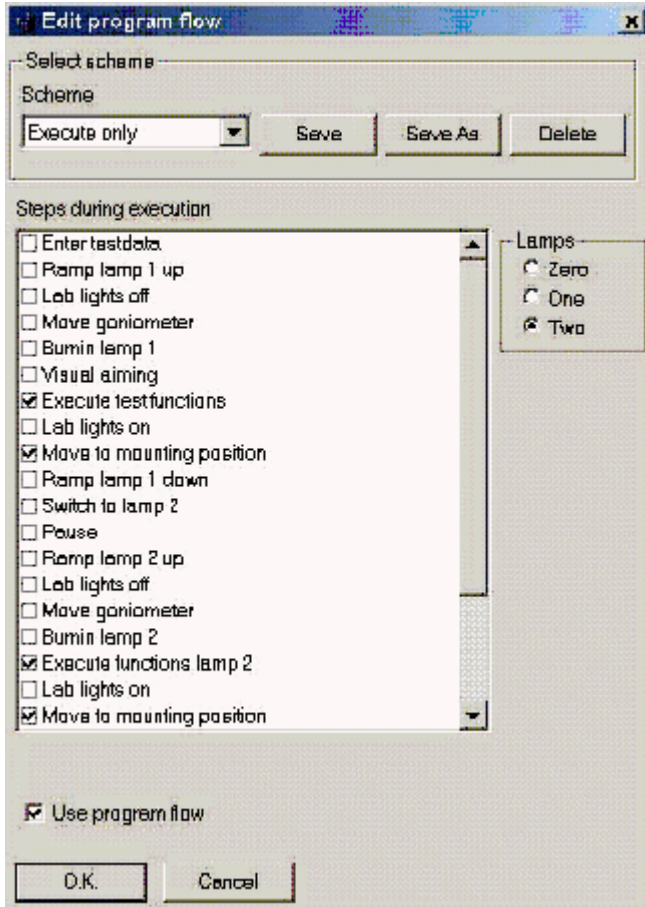 Edit program flow
Select scheme
Scheme
Execute only
Save
Save As
Delete
Steps during execution
Enter testdata
Ramp lamp 1 up
Lab lights off
Move goniometer
Burnin lamp 1
Visual aiming
Execute testfunctions
Lab lights on
Move to mounting position
Ramp lamp 1 down
Switch to lamp 2
Pause
Ramp lamp 2 up
Lab lights off
Move goniometer
Burnin lamp 2
Execute functions lamp 2
Lab lights on
Move to mounting position
Lamps
Zero
One
Two
Use program flow
O.K.
Cancel